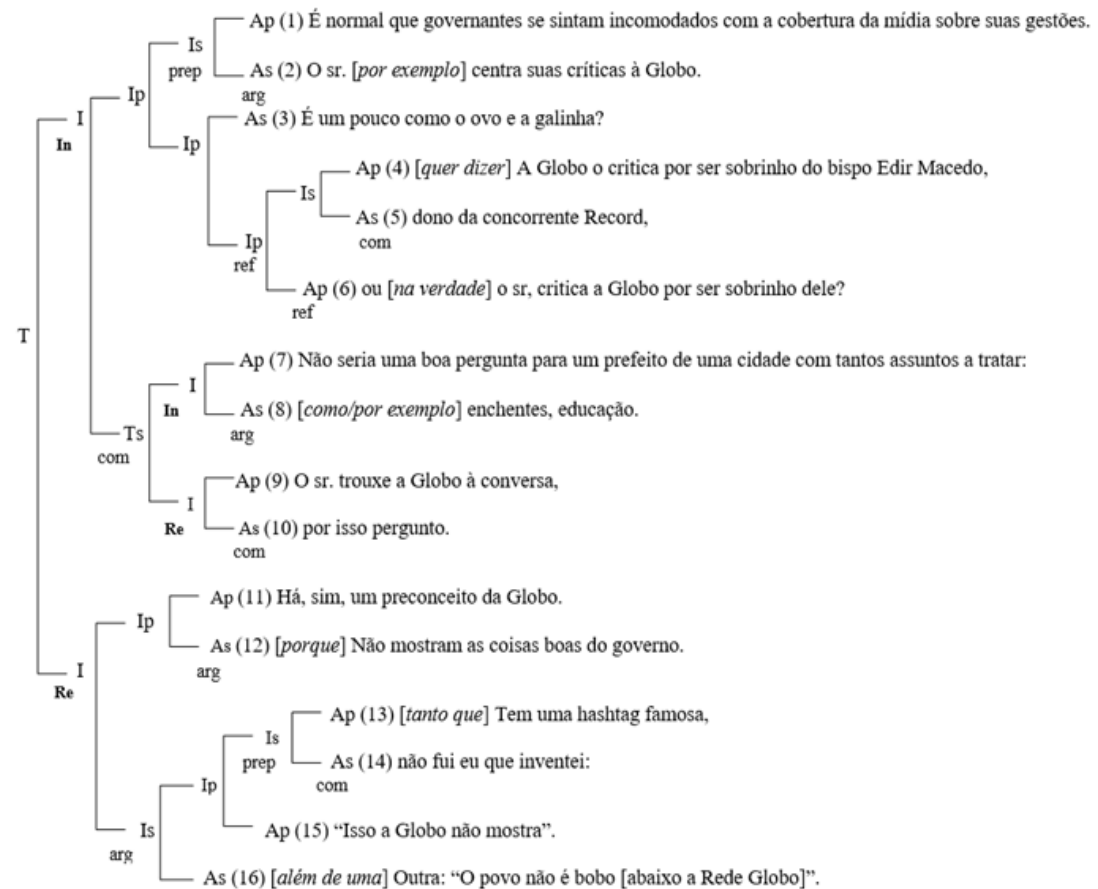 Ap (1) É normal que governantes se sintam incomodados com a cobertura da mídia sobre suas gestões.
Is
prep
As (2) O sr. [por exemplo] centra suas críticas à Globo.
arg
Ip
I
In
As (3) É um pouco como o ovo e a galinha?
Ip
Ap (4) [quer dizer] A Globo o critica por ser sobrinho do bispo Edir Macedo,
Is
As (5) dono da concorrente Record,
com
Ip
ref
Ap (6) ou [na verdade] o sr, critica a Globo por ser sobrinho dele?
ref
T
Ap (7) Não seria uma boa pergunta para um prefeito de uma cidade com tantos assuntos a tratar:
I
In
As (8) [como/por exemplo] enchentes, educação.
arg
Ts
com
Ap (9) O sr. trouxe a Globo à conversa,
I
Re
As (10) por isso pergunto.
com
Ap (11) Há, sim, um preconceito da Globo.
Ip
As (12) [porque] Não mostram as coisas boas do governo.
arg
I
Re
Ap (13) [tanto que] Tem uma hashtag famosa,
Is
prep
As (14) não fui eu que inventei:
com
Ip
Ap (15) “Isso a Globo não mostra”.
Is
arg
As (16) [além de uma] Outra: “O povo não é bobo [abaixo a Rede Globo]”.